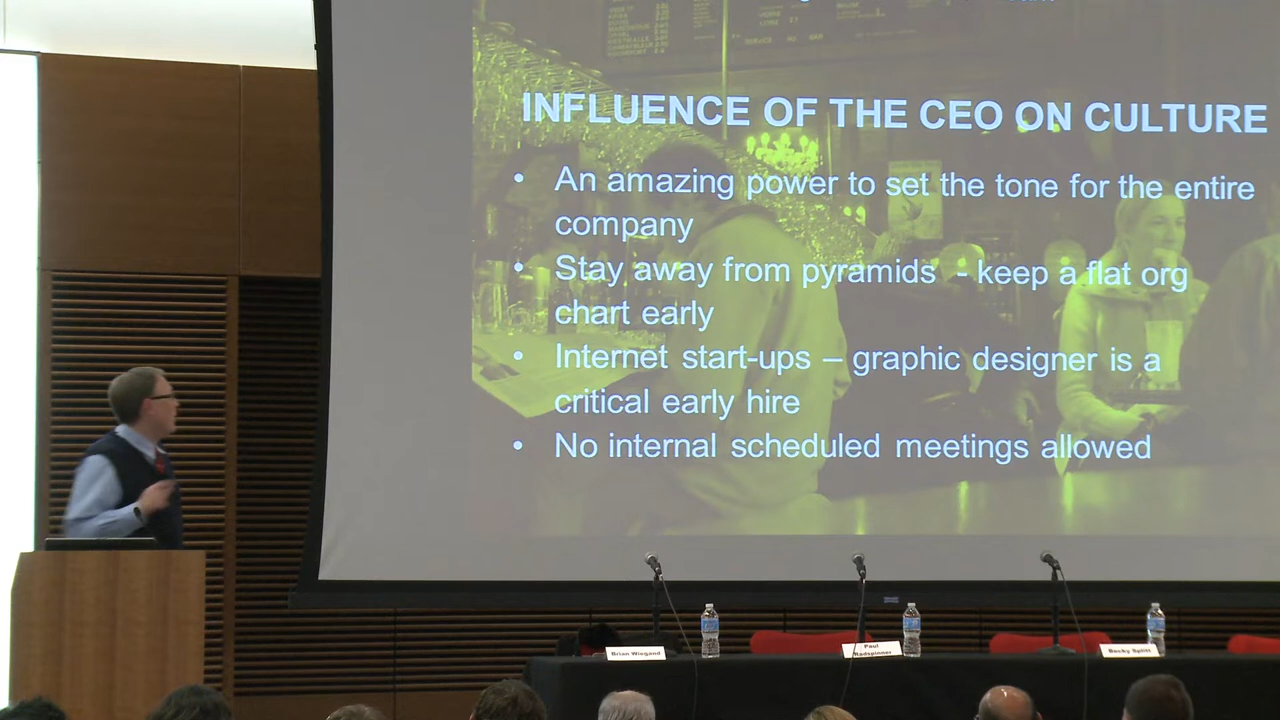 INFLUENCE OF THE CEO ON CULTURE
• An amazing power to set the tone for the entire
company
• Stay away from pyramids - keep a flat org
chart early
• Internet start-ups – graphic designer is a
critical early hire
• No internal scheduled meetings allowed
Brian Wiegand
Paul
Radspinner
Becky Splitt